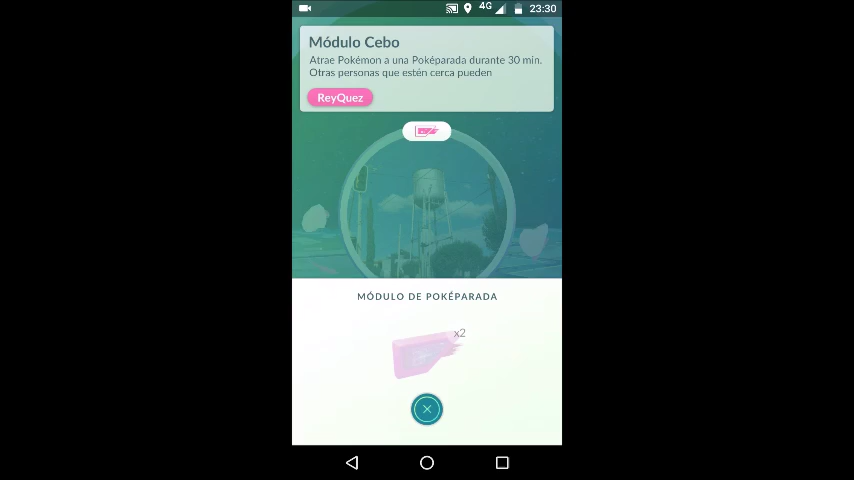 4G 23:30
Módulo Cebo
Atrae Pokémon a una Poképarada durante 30 min.
Otras personas que estén cerca pueden
ReyQuez
MÓDULO DE POKÉPARADA
x2